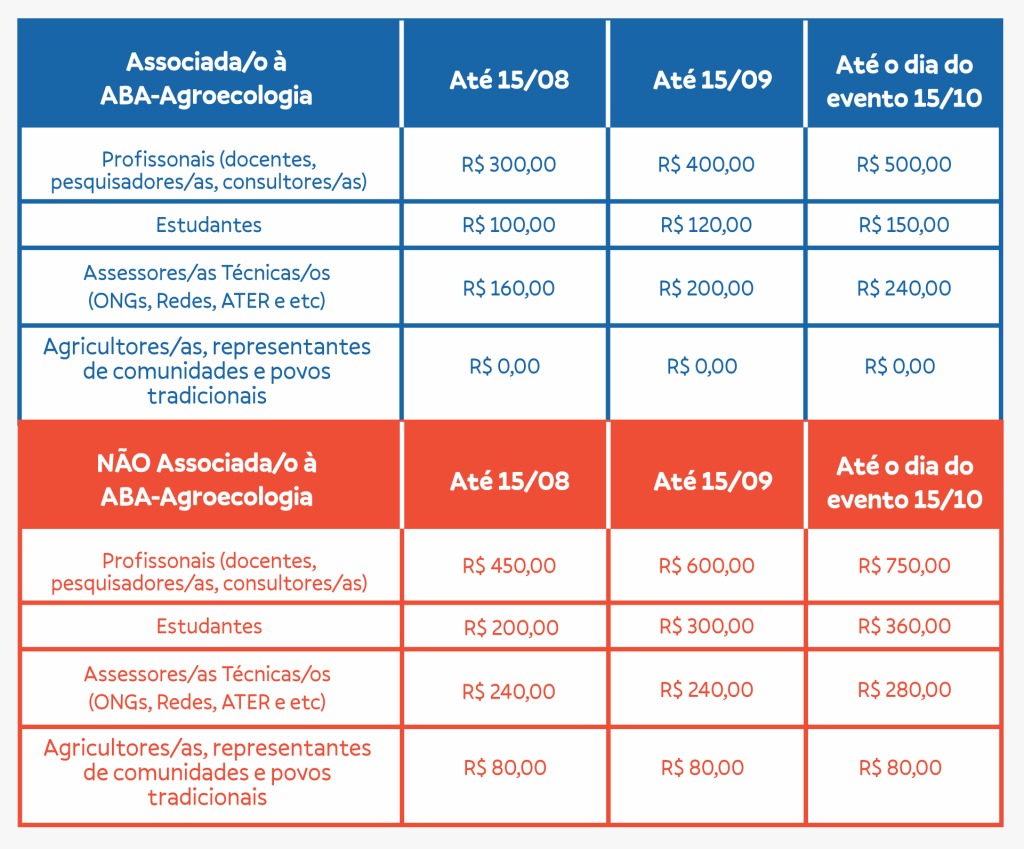 Associada/o à
ABA-Agroecologia
Até 15/08
Até 15/09
Até o dia do
evento 15/10
Profissonais (docentes,
pesquisadores/as, consultores/as)
R$ 300,00
R$ 400,00
R$ 500,00
Estudantes
R$ 100,00
R$ 120,00
R$ 150,00
Assessores/as Técnicas/os
(ONGs, Redes, ATER e etc)
R$ 160,00
R$ 200,00
R$ 240,00
Agricultores/as, representantes
de comunidades e povos
tradicionais
R$ 0,00
R$ 0,00
R$ 0,00
NÃO Associada/o à
ABA-Agroecologia
Até 15/08
Até 15/09
Até o dia do
evento 15/10
Profissonais (docentes,
pesquisadores/as, consultores/as)
R$ 450,00
R$ 600,00
R$ 750,00
Estudantes
R$ 200,00
R$ 300,00
R$ 360,00
Assessores/as Técnicas/os
(ONGs, Redes, ATER e etc)
R$ 240,00
R$ 240,00
R$ 280,00
Agricultores/as, representantes
de comunidades e povos
tradicionais
R$ 80,00
R$ 80,00
R$ 80,00